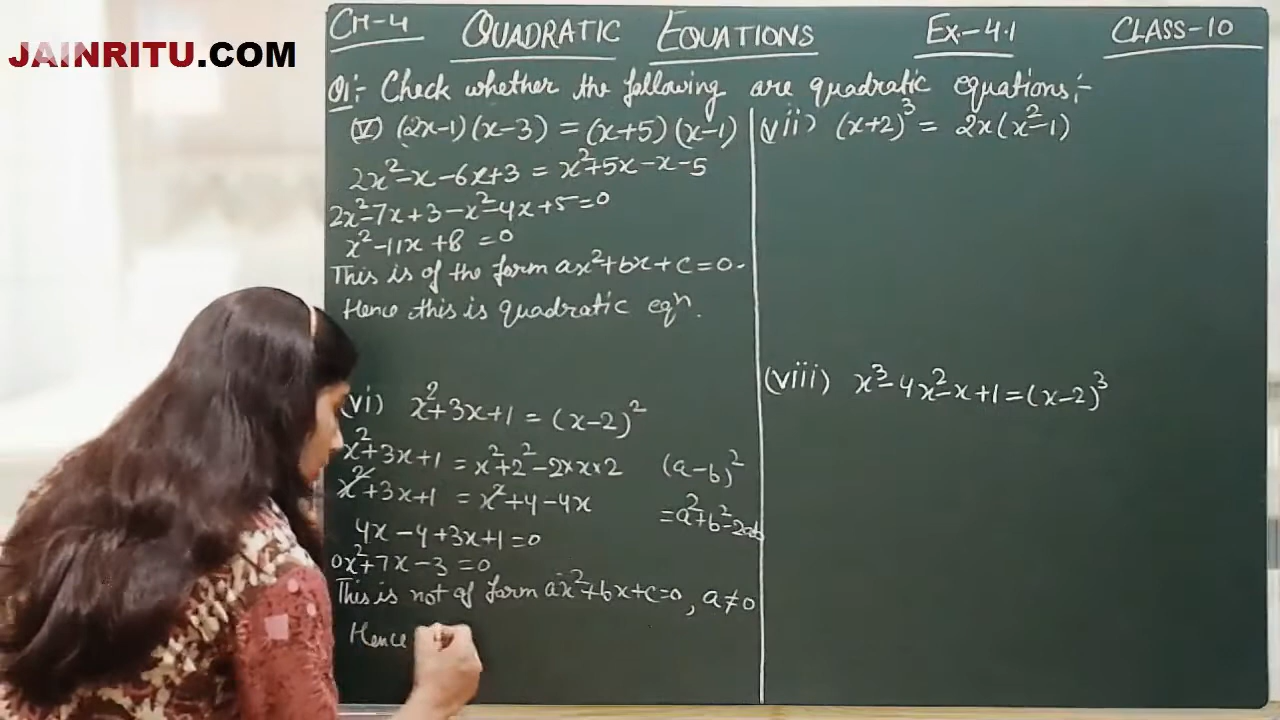 JAINRITU.COM
CH-4 QUADRATIC EQUATIONS Ex.-4.1 CLASS-10
Q1:- Check whether the following are quadratic equations:-
(v) (2x-1)(x-3) = (x+5)(x-1)
2x²-x-6x+3 = x²+5x-x-5
2x²-7x+3-x²-4x+5=0
x²-11x+8=0
This is of the form ax²+bx+c=0.
Hence this is quadratic eqⁿ.
(vi) x²+3x+1 = (x-2)²
x²+3x+1 = x²+2²-2×x×2 (a-b)²
x²+3x+1 = x²+4-4x =a²+b²-2ab
4x-4+3x+1=0
0x²+7x-3=0
This is not of form ax²+bx+c=0, a≠0
Hence
(vii) (x+2)³ = 2x(x²-1)
(viii) x³-4x²-x+1=(x-2)³